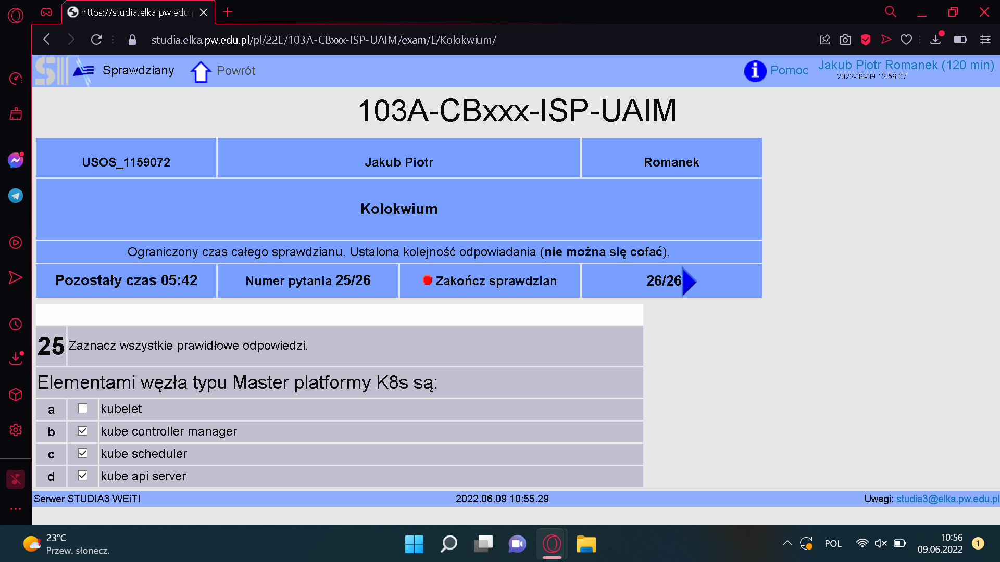 https://studia.elka.pw.edu.
studia.elka.pw.edu.pl/pl/22L/103A-CBxxx-ISP-UAIM/exam/E/Kolokwium/
Sprawdziany
Powrót
Pomoc
Jakub Piotr Romanek (120 min)
2022-06-09 12:56:07
103A-CBxxx-ISP-UAIM
USOS_1159072
Jakub Piotr
Romanek
Kolokwium
Ograniczony czas całego sprawdzianu. Ustalona kolejność odpowiadania (nie można się cofać).
Pozostały czas 05:42
Numer pytania 25/26
Zakończ sprawdzian
26/26
25 Zaznacz wszystkie prawidłowe odpowiedzi.
Elementami węzła typu Master platformy K8s są:
a kubelet
b kube controller manager
c kube scheduler
d kube api server
Serwer STUDIA3 WEiTI
2022.06.09 10:55.29
Uwagi: studia3@elka.pw.edu.pl
23°C
Przew. słonecz.
POL
10:56
09.06.2022
1